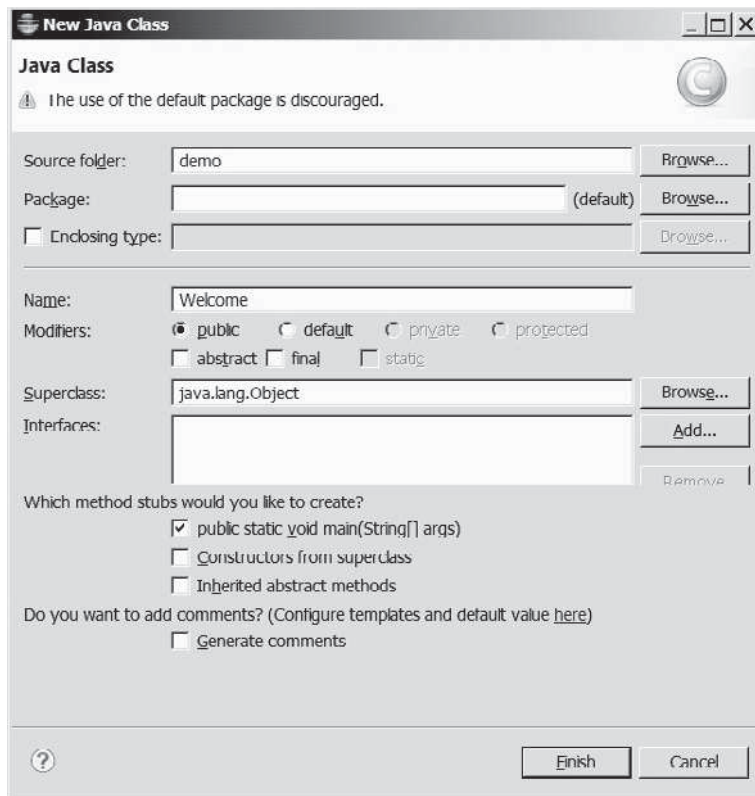 New Java Class
Java Class
The use of the default package is discouraged.
Source folder: demo Browse...
Package: (default) Browse...
Enclosing type: Browse...
Name: Welcome
Modifiers: public default private protected
abstract final static
Superclass: java.lang.Object Browse...
Interfaces: Add...
Remove
Which method stubs would you like to create?
public static void main(String[] args)
Constructors from superclass
Inherited abstract methods
Do you want to add comments? (Configure templates and default value here)
Generate comments
? Finish Cancel